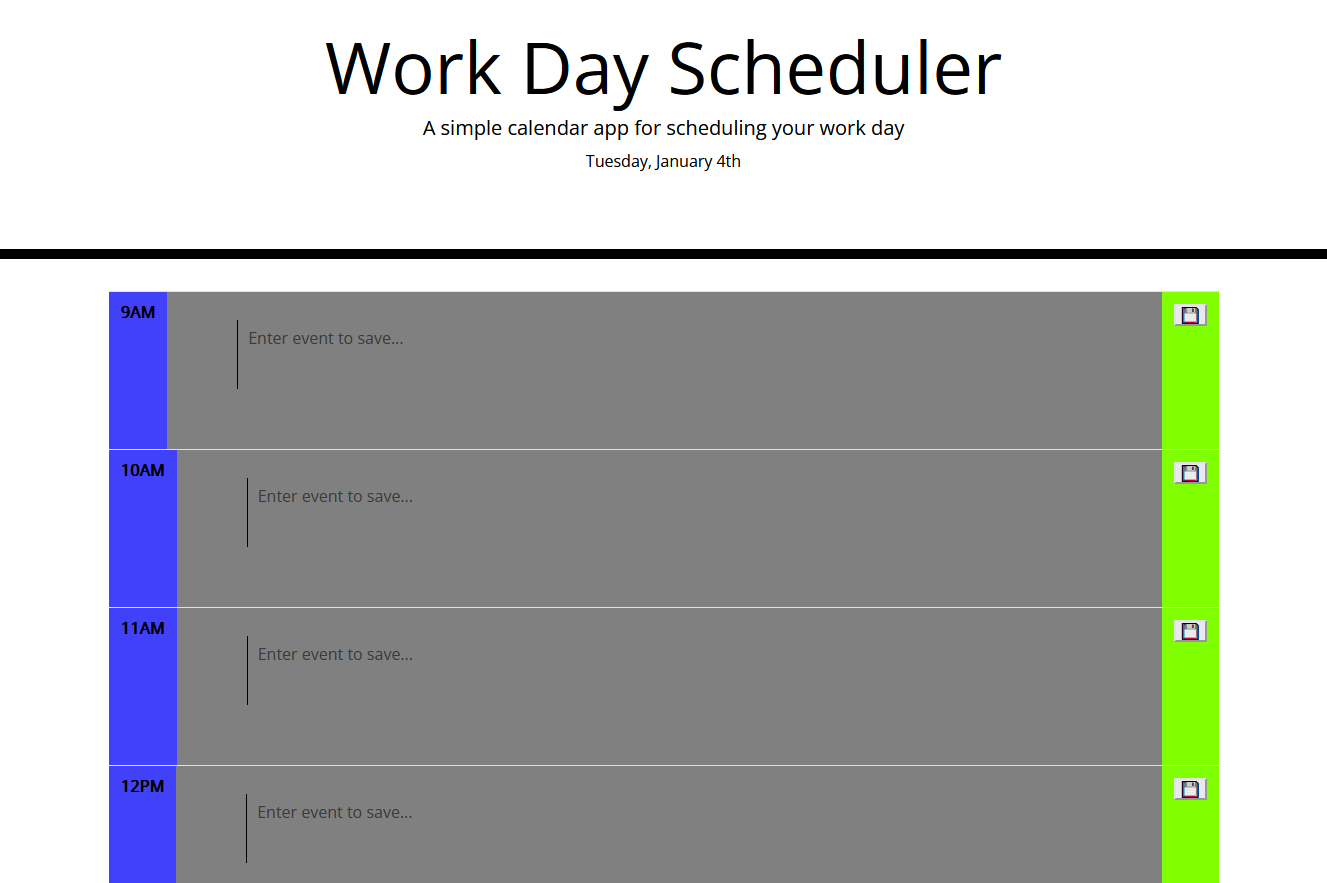 Work Day Scheduler
A simple calendar app for scheduling your work day
Tuesday, January 4th
9AM
Enter event to save...
10AM
Enter event to save...
11AM
Enter event to save...
12PM
Enter event to save...